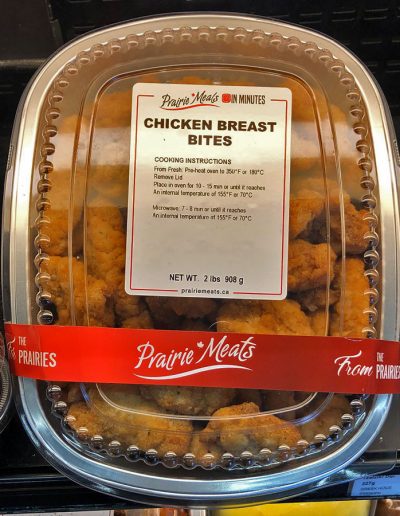 Prairie Meats IN MINUTES
CHICKEN BREAST
BITES
COOKING INSTRUCTIONS
From Fresh: Pre-heat oven to 350°F or 180°C
Remove Lid
Place in oven for 10 - 15 min or until it reaches
An internal temperature of 155°F or 70°C
Microwave: 7 - 8 min or until it reaches
An internal temperature of 155°F or 70°C
NET WT. 2 lbs 908 g
prairiemeats.ca
From THE PRAIRIES
Prairie Meats
From THE PRAIRIES